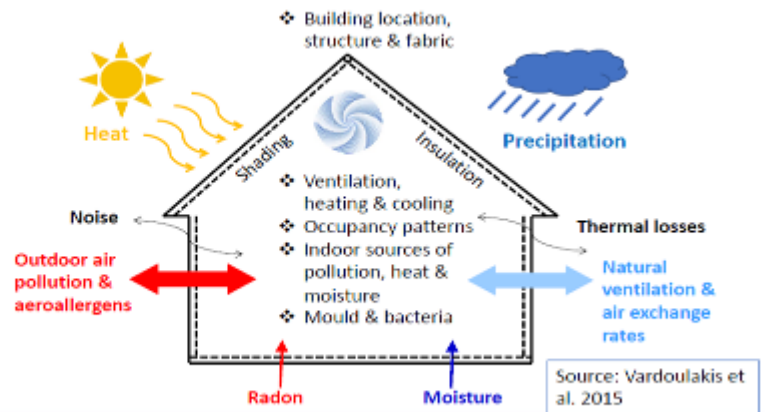 ❖ Building location,
structure & fabric
Heat
Precipitation
Shading
Insulation
❖ Ventilation,
heating & cooling
❖ Occupancy patterns
❖ Indoor sources of
pollution, heat &
moisture
❖ Mould & bacteria
Noise
Outdoor air
pollution &
aeroallergens
Thermal losses
Natural
ventilation &
air exchange
rates
Radon
Moisture
Source: Vardoulakis et
al. 2015